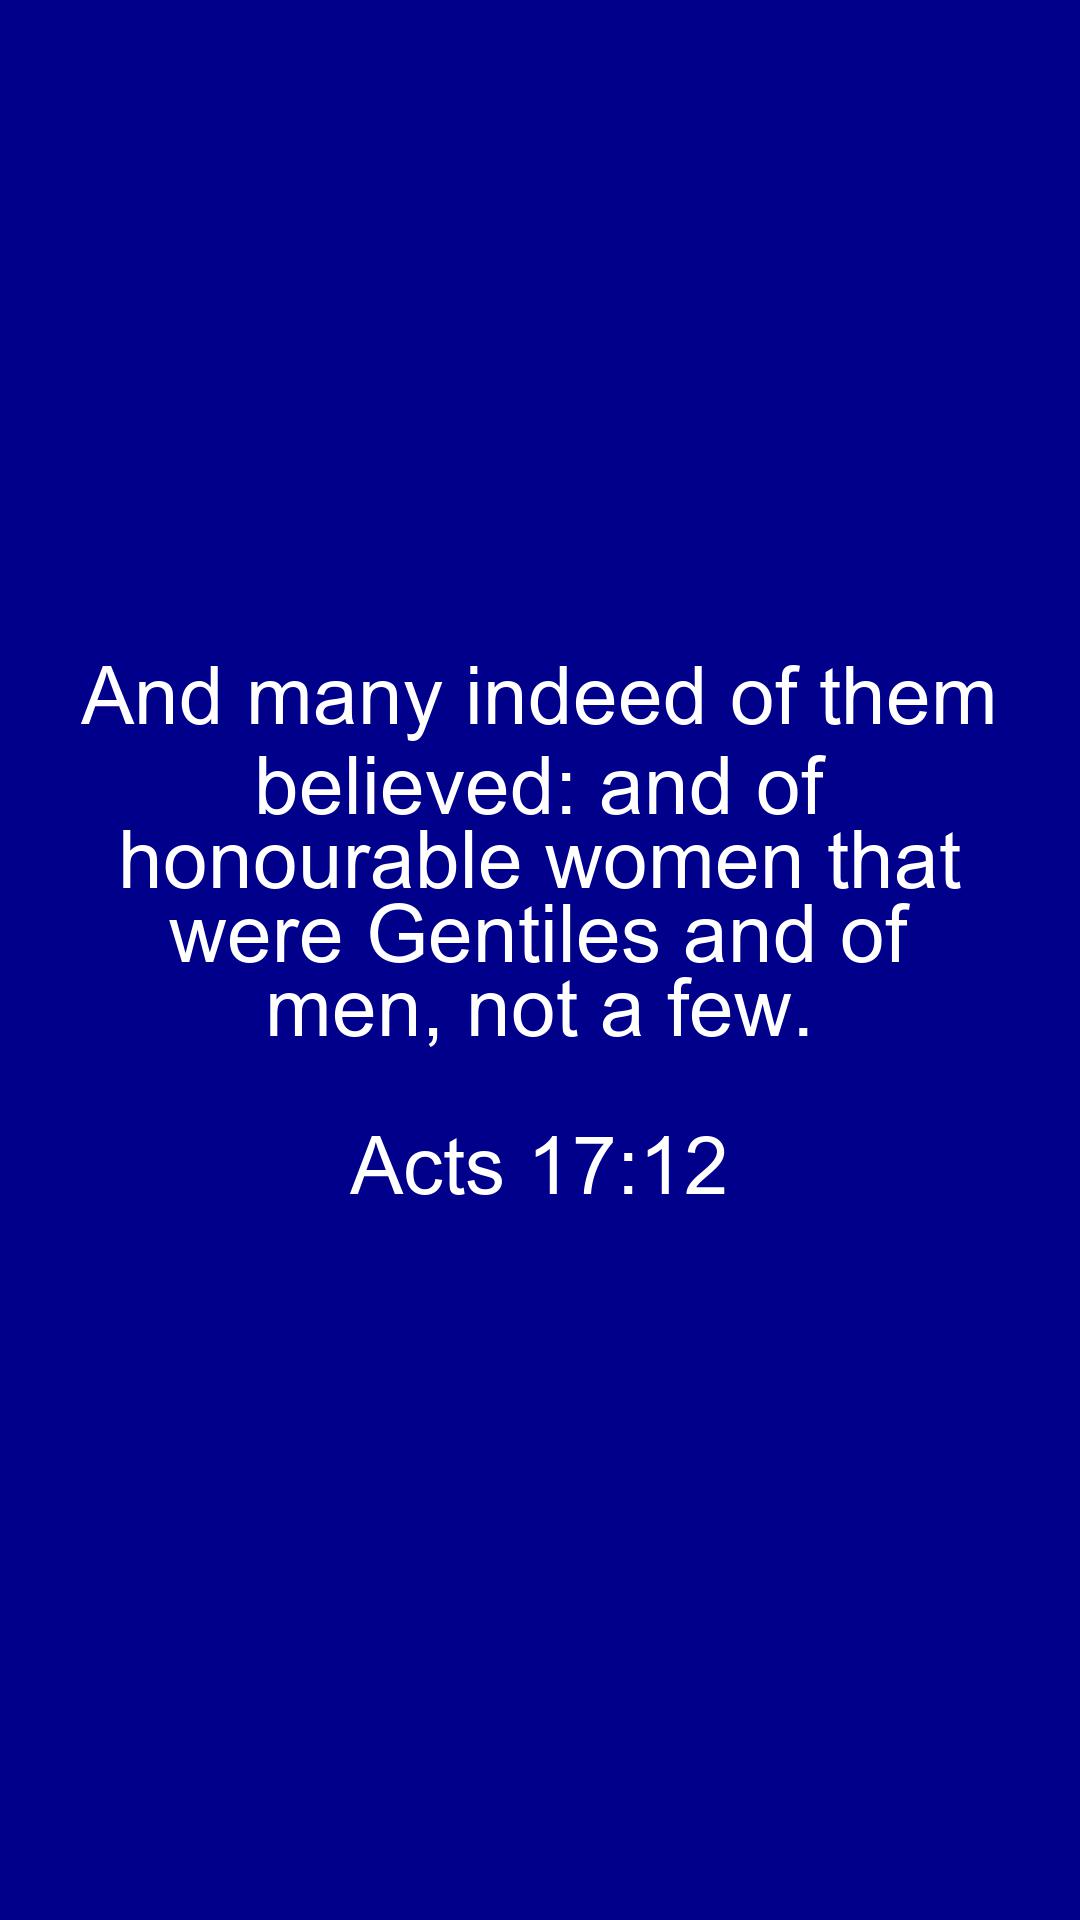 And many indeed of them
believed: and of
honourable women that
were Gentiles and of
men, not a few.
Acts 17:12